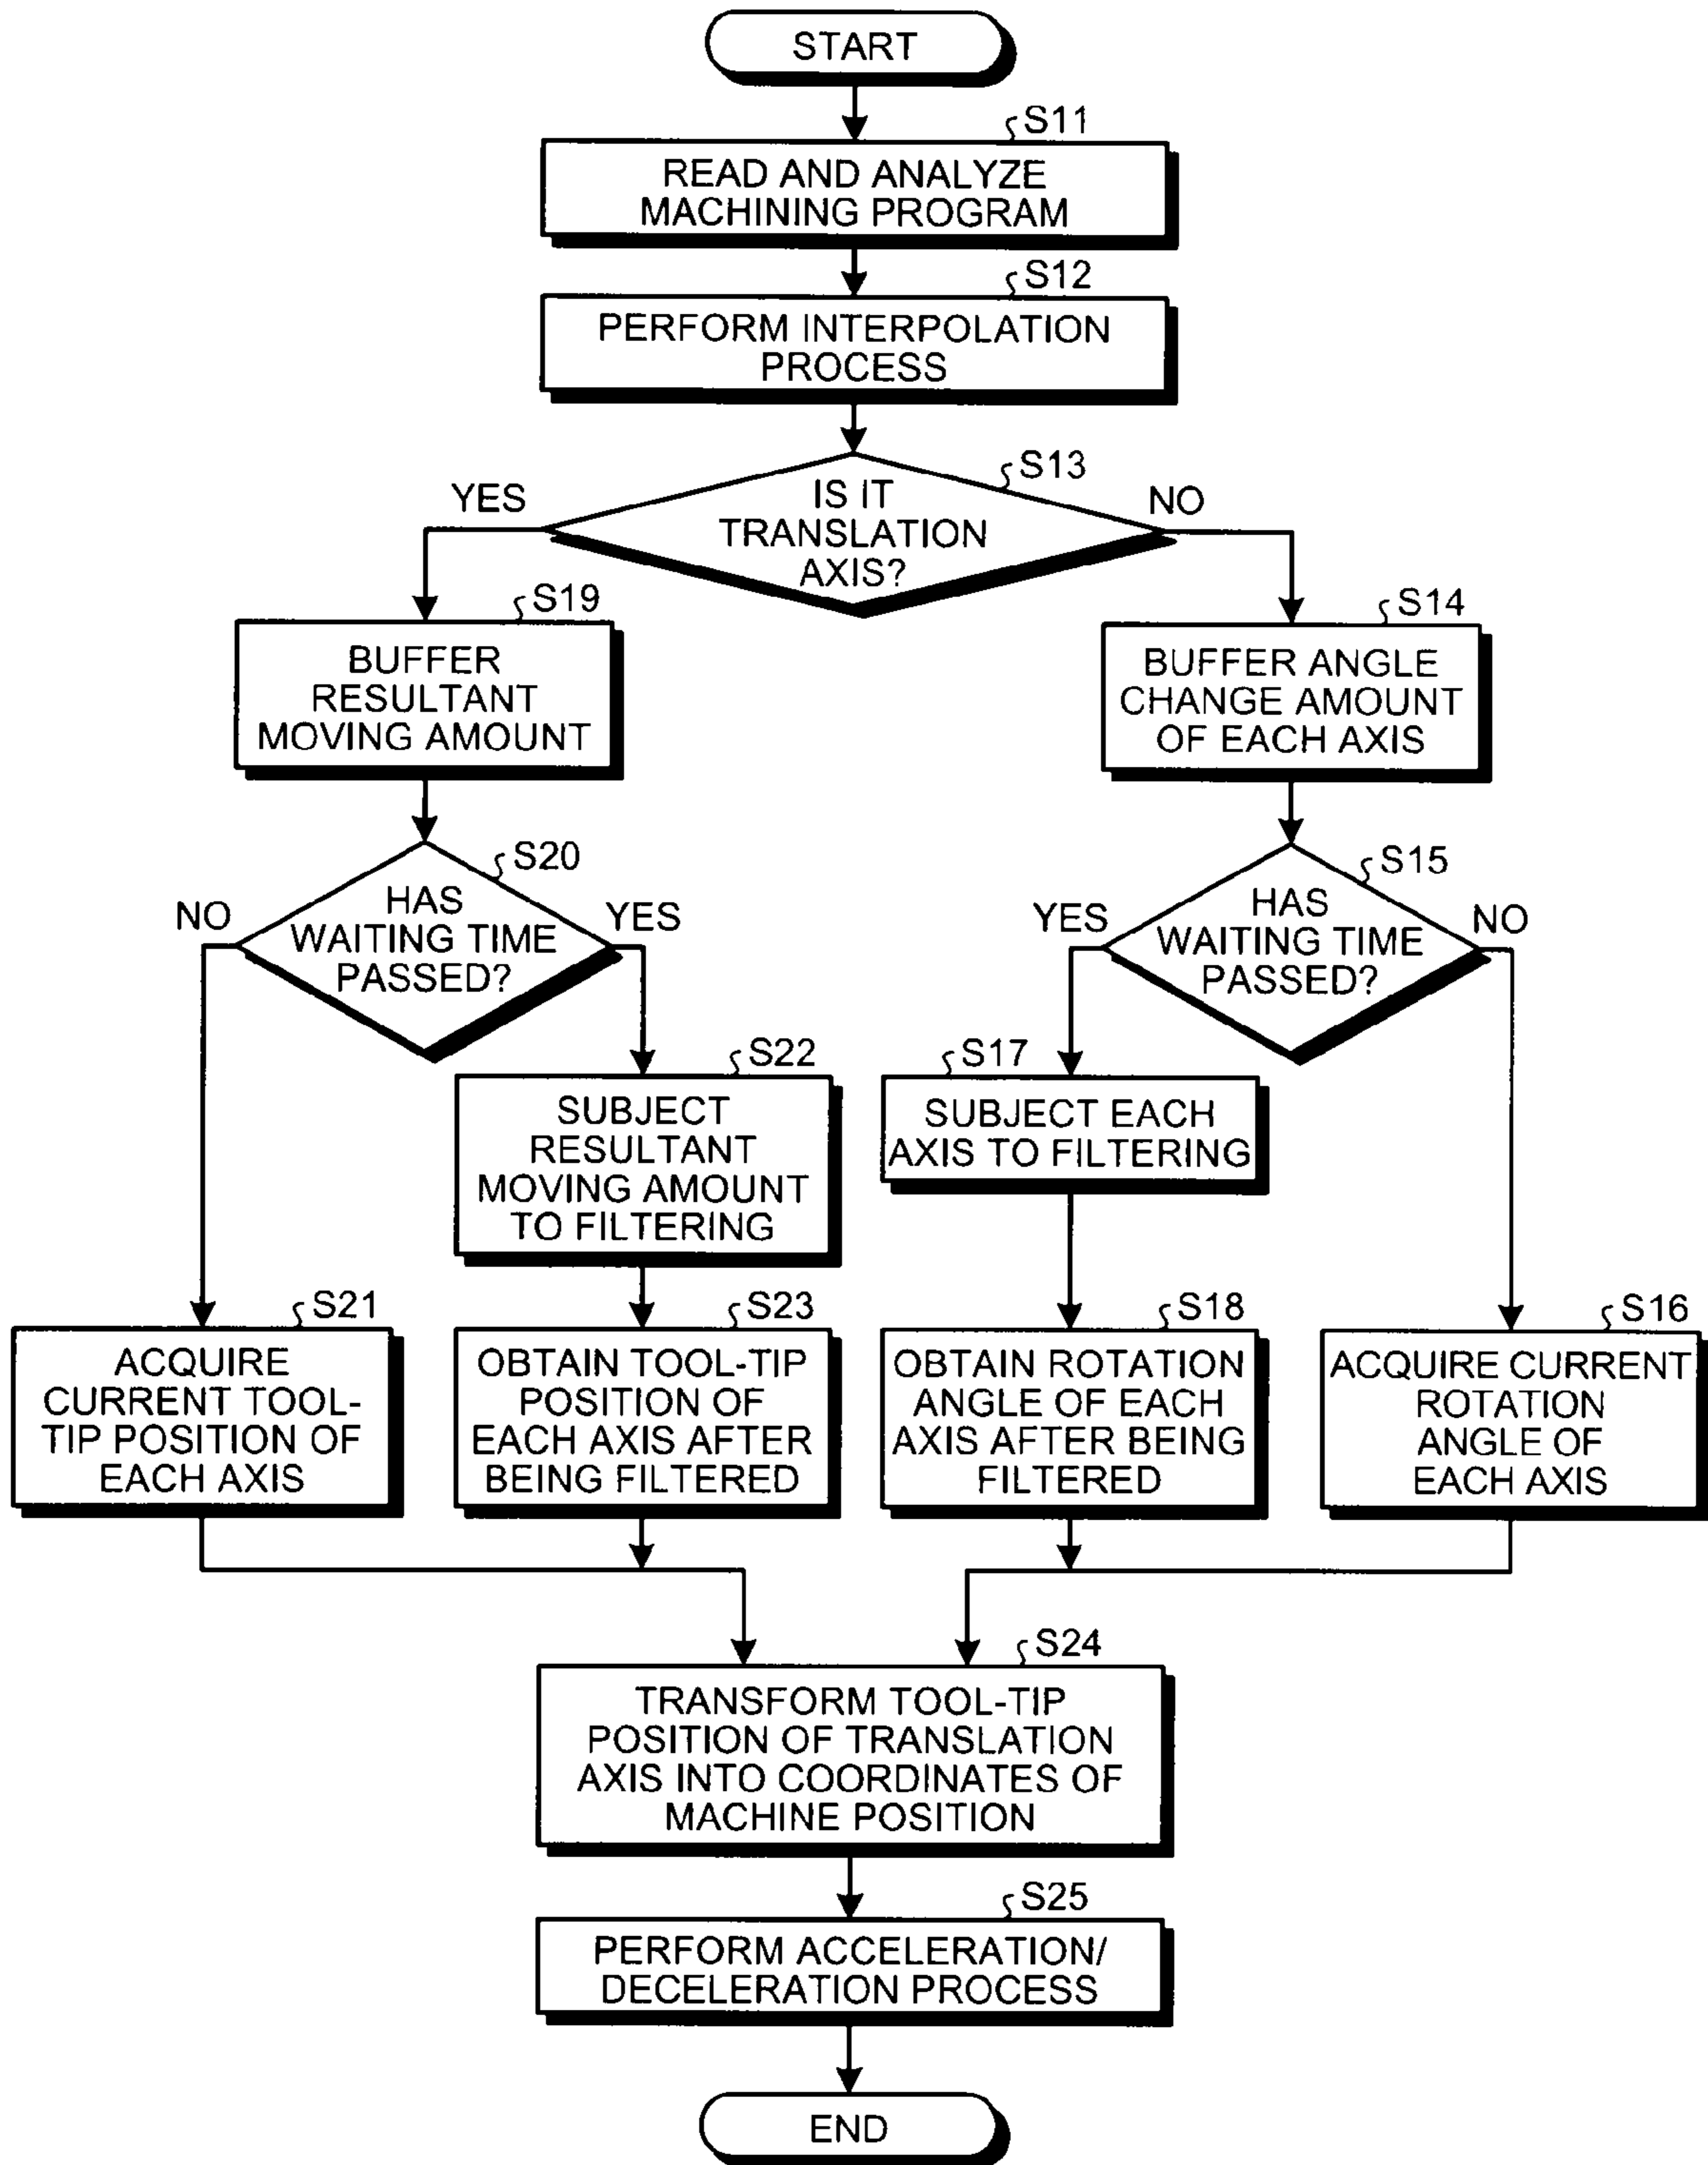 START
S11
READ AND ANALYZE
MACHINING PROGRAM
S12
PERFORM INTERPOLATION
PROCESS
S13
IS IT
TRANSLATION
AXIS?
YES
NO
S19
BUFFER
RESULTANT
MOVING AMOUNT
S14
BUFFER ANGLE
CHANGE AMOUNT
OF EACH AXIS
S20
HAS
WAITING TIME
PASSED?
NO
YES
S15
HAS
WAITING TIME
PASSED?
YES
NO
S22
SUBJECT
RESULTANT
MOVING AMOUNT
TO FILTERING
S17
SUBJECT EACH
AXIS TO FILTERING
S21
ACQUIRE
CURRENT TOOL-
TIP POSITION OF
EACH AXIS
S23
OBTAIN TOOL-TIP
POSITION OF
EACH AXIS AFTER
BEING FILTERED
S18
OBTAIN ROTATION
ANGLE OF EACH
AXIS AFTER BEING
FILTERED
S16
ACQUIRE CURRENT
ROTATION
ANGLE OF
EACH AXIS
S24
TRANSFORM TOOL-TIP
POSITION OF TRANSLATION
AXIS INTO COORDINATES OF
MACHINE POSITION
S25
PERFORM ACCELERATION/
DECELERATION PROCESS
END